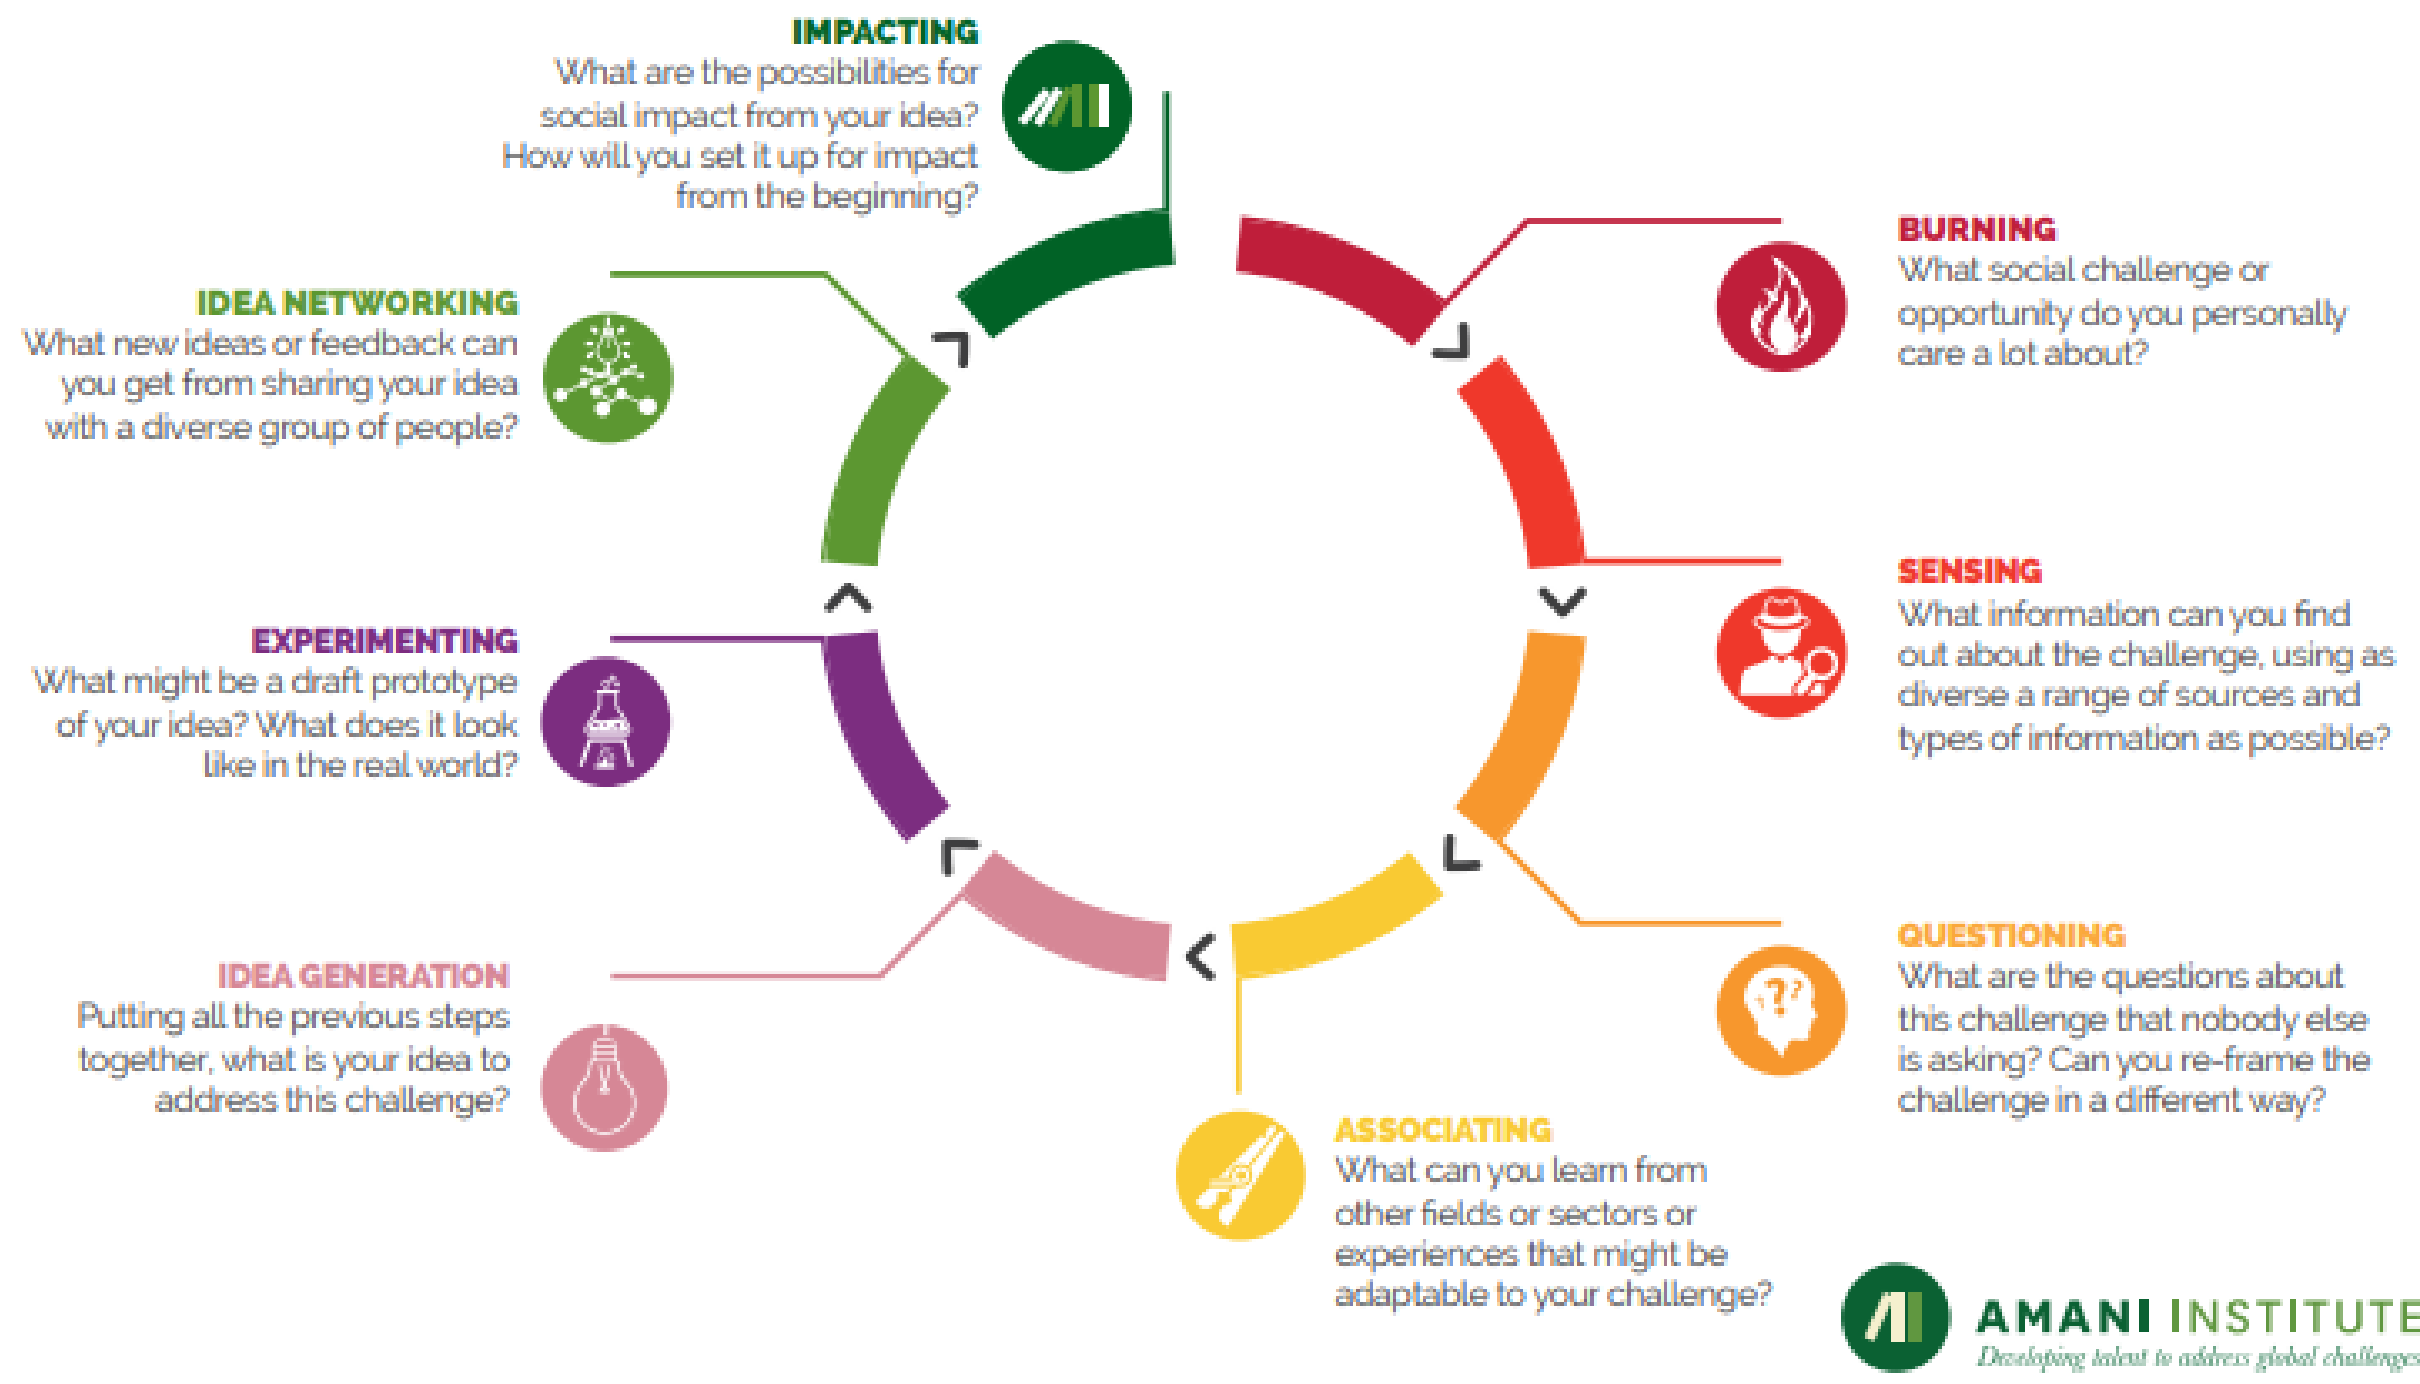 IMPACTING
What are the possibilities for
social impact from your idea?
How will you set it up for impact
from the beginning?
BURNING
What social challenge or
opportunity do you personally
care a lot about?
SENSING
What information can you find
out about the challenge, using as
diverse a range of sources and
types of information as possible?
QUESTIONING
What are the questions about
this challenge that nobody else
is asking? Can you re-frame the
challenge in a different way?
ASSOCIATING
What can you learn from
other fields or sectors or
experiences that might be
adaptable to your challenge?
IDEA GENERATION
Putting all the previous steps
together, what is your idea to
address this challenge?
EXPERIMENTING
What might be a draft prototype
of your idea? What does it look
like in the real world?
IDEA NETWORKING
What new ideas or feedback can
you get from sharing your idea
with a diverse group of people?
AMANI INSTITUTE
Developing talent to address global challenges